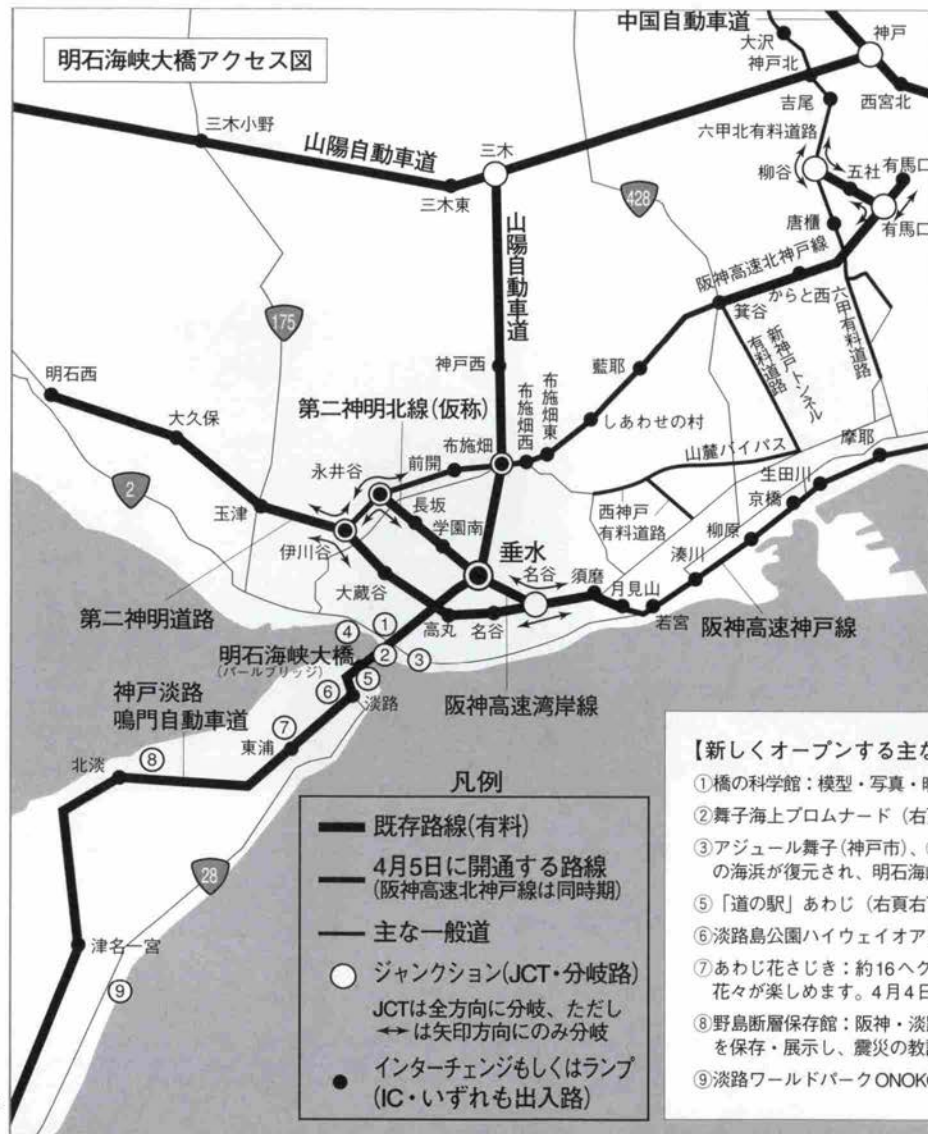 明石海峡大橋アクセス図
中国自動車道
神戸
大沢
神戸北
吉尾
西宮北
六甲北有料道路
三木小野
山陽自動車道
三木
三木東
柳谷
五社
有馬口
有馬口
唐櫃
428
山陽自動車道
阪神高速北神戸線
からと西
箕谷
六甲有料道路
新神戸トンネル
有料道路
175
神戸西
藍那
明石西
大久保
第二神明北線(仮称)
布施畑
布施畑西
布施畑東
しあわせの村
山麓バイパス
摩耶
生田川
京橋
永井谷
前開
2
玉津
長坂
学園南
西神戸
有料道路
柳原
湊川
伊川谷
垂水
名谷
須磨
月見山
大蔵谷
若宮
第二神明道路
高丸
名谷
阪神高速神戸線
④
①
明石海峡大橋
(パールブリッジ)
②
③
⑤
⑥
淡路
阪神高速湾岸線
神戸淡路
鳴門自動車道
⑦
東浦
北淡
⑧
28
津名一宮
⑨
凡例
既存路線(有料)
4月5日に開通する路線
(阪神高速北神戸線は同時期)
主な一般道
ジャンクション(JCT・分岐路)
JCTは全方向に分岐、ただし
↔は矢印方向にのみ分岐
インターチェンジもしくはランプ
(IC・いずれも出入路)
【新しくオープンする主な
①橋の科学館:模型・写真・
②舞子海上プロムナード(右
③アジュール舞子(神戸市)、
の海浜が復元され、明石海
⑤「道の駅」あわじ(右頁右
⑥淡路島公園ハイウェイオア
⑦あわじ花さじき:約16ヘク
花々が楽しめます。4月4日
⑧野島断層保存館:阪神・淡
を保存・展示し、震災の教
⑨淡路ワールドパークONOKO